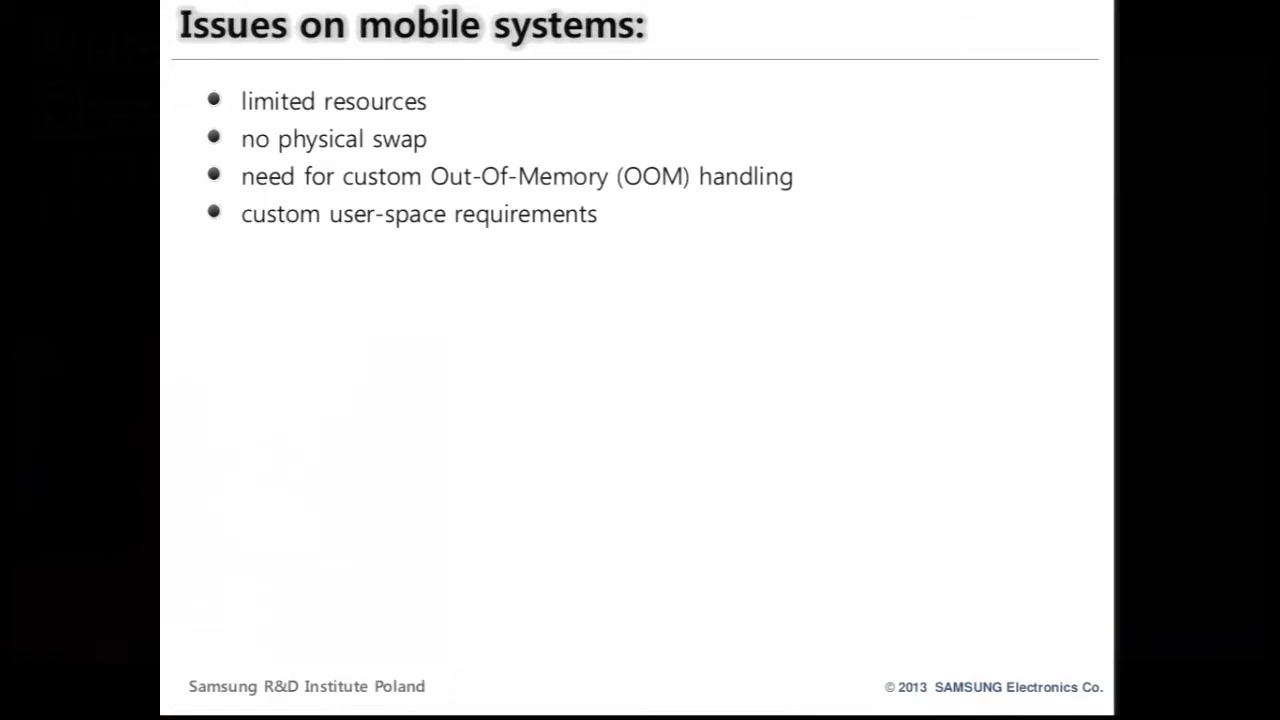 Issues on mobile systems:
limited resources
no physical swap
need for custom Out-Of-Memory (OOM) handling
custom user-space requirements
Samsung R&D Institute Poland
© 2013 SAMSUNG Electronics Co.